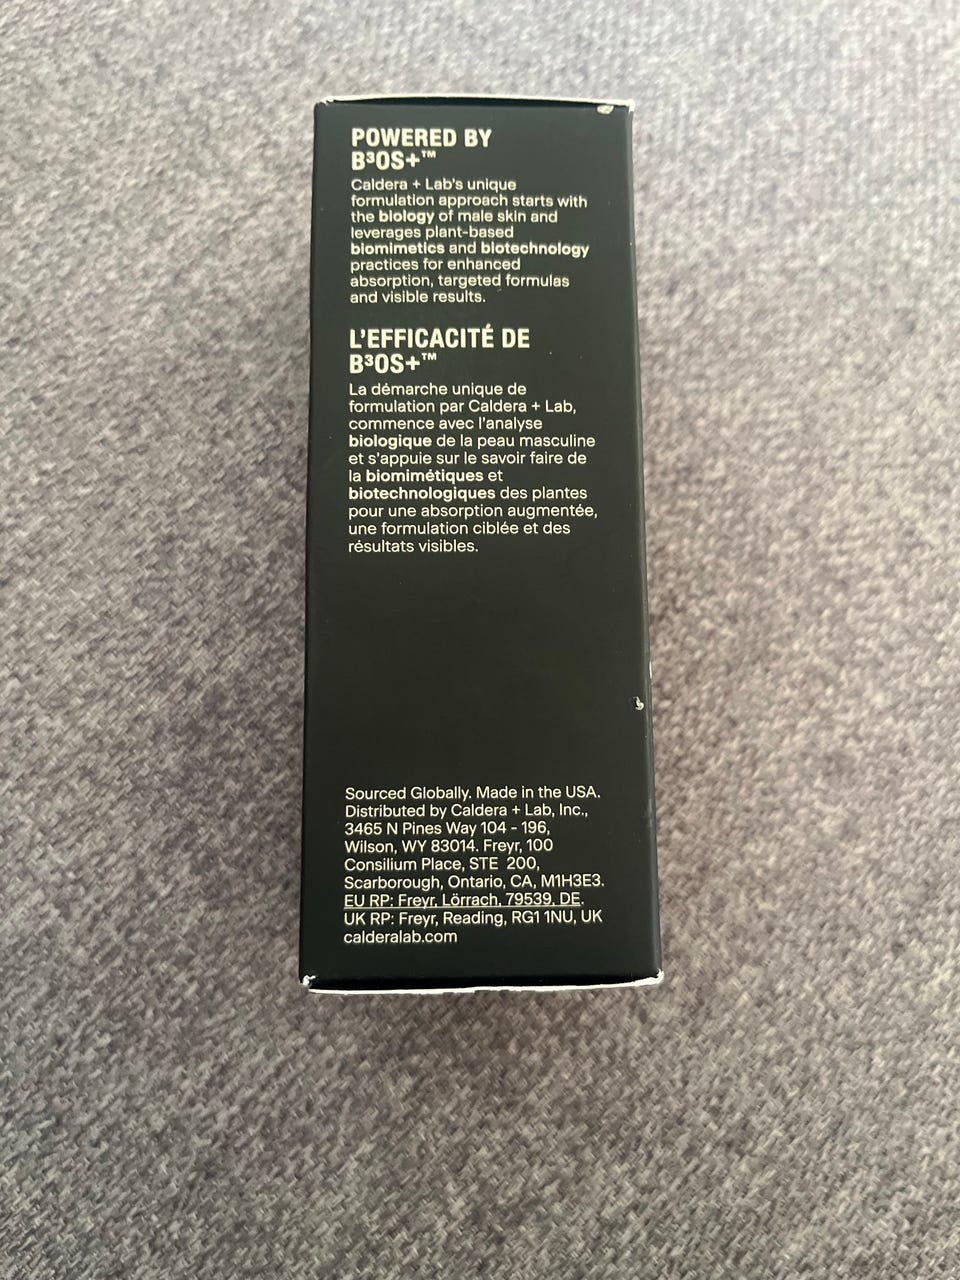 POWERED BY
B³OS+™
Caldera + Lab's unique
formulation approach starts with
the biology of male skin and
leverages plant-based
biomimetics and biotechnology
practices for enhanced
absorption, targeted formulas
and visible results.
L'EFFICACITÉ DE
B³OS+™
La démarche unique de
formulation par Caldera + Lab,
commence avec l'analyse
biologique de la peau masculine
et s'appuie sur le savoir faire de
la biomimétiques et
biotechnologiques des plantes
pour une absorption augmentée,
une formulation ciblée et des
résultats visibles.
Sourced Globally. Made in the USA.
Distributed by Caldera + Lab, Inc.,
3465 N Pines Way 104 - 196,
Wilson, WY 83014. Freyr, 100
Consilium Place, STE 200,
Scarborough, Ontario, CA, M1H3E3.
EU RP: Freyr, Lörrach, 79539, DE.
UK RP: Freyr, Reading, RG1 1NU, UK
calderalab.com